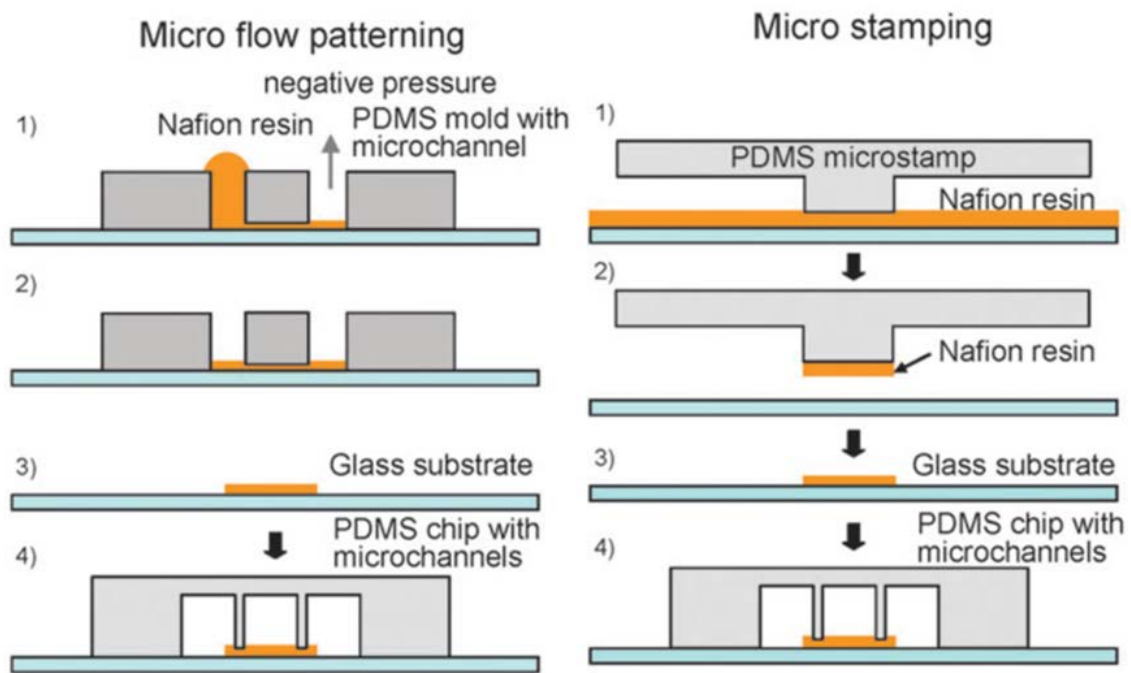 Micro flow patterning
negative pressure
1)
Nafion resin
PDMS mold with
microchannel
2)
3)
Glass substrate
PDMS chip with
microchannels
4)
Micro stamping
1)
PDMS microstamp
Nafion resin
2)
Nafion resin
3)
Glass substrate
PDMS chip with
microchannels
4)